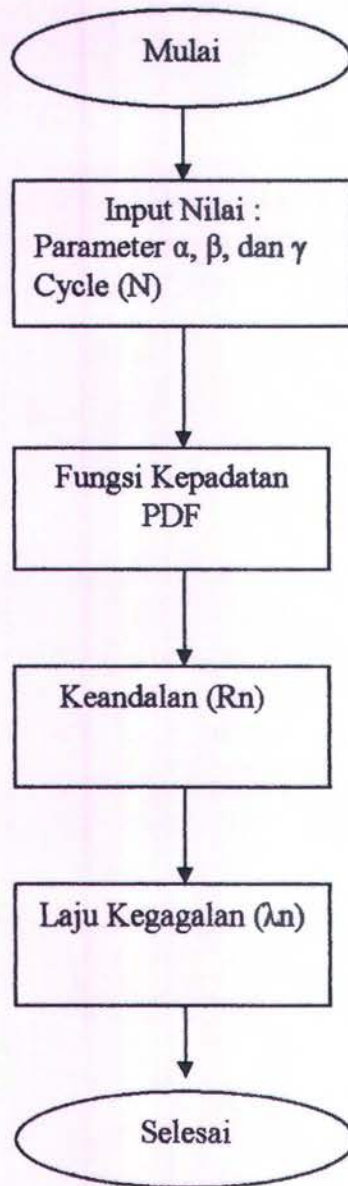 Mulai
Input Nilai :
Parameter α, β, dan γ
Cycle (N)
Fungsi Kepadatan
PDF
Keandalan (Rn)
Laju Kegagalan (λn)
Selesai